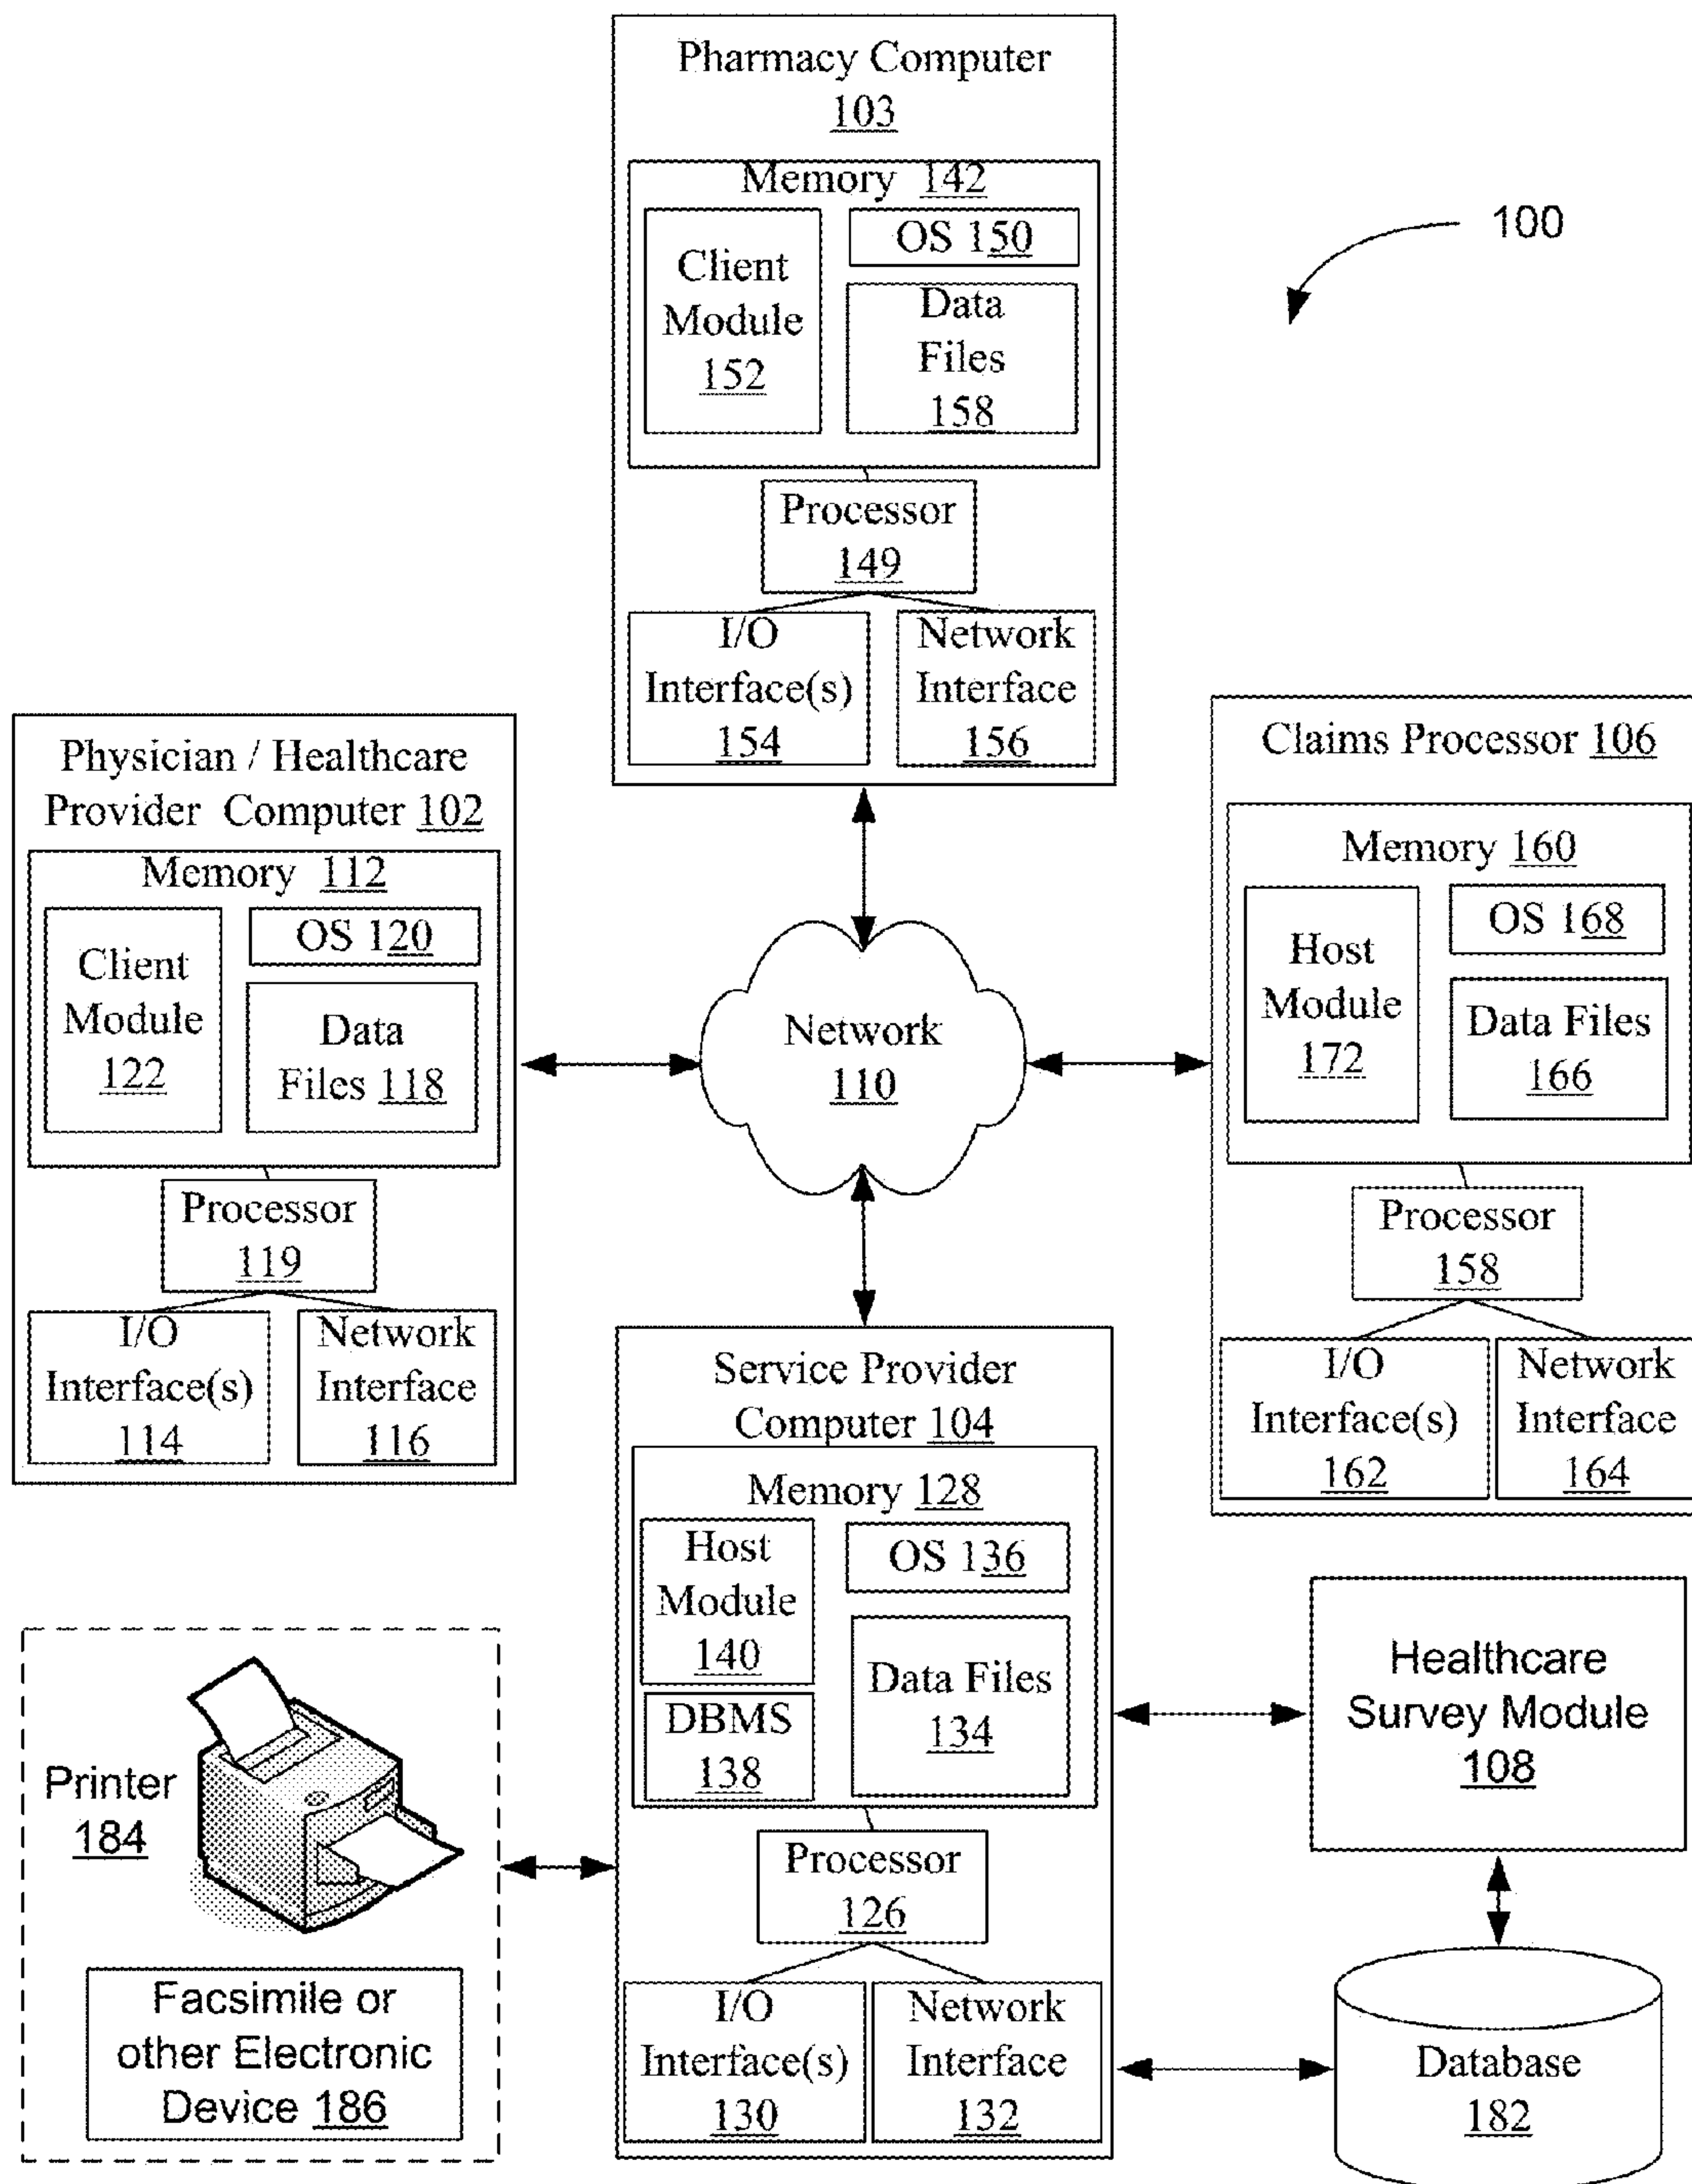 Pharmacy Computer
103
Memory 142
Client
Module
152
OS 150
Data
Files
158
Processor
149
I/O
Interface(s)
154
Network
Interface
156
100
Physician / Healthcare
Provider Computer 102
Memory 112
Client
Module
122
OS 120
Data
Files 118
Processor
119
I/O
Interface(s)
114
Network
Interface
116
Network
110
Claims Processor 106
Memory 160
Host
Module
172
OS 168
Data Files
166
Processor
158
I/O
Interface(s)
162
Network
Interface
164
Service Provider
Computer 104
Memory 128
Host
Module
140
DBMS
138
OS 136
Data Files
134
Processor
126
I/O
Interface(s)
130
Network
Interface
132
Printer
184
Facsimile or
other Electronic
Device 186
Healthcare
Survey Module
108
Database
182